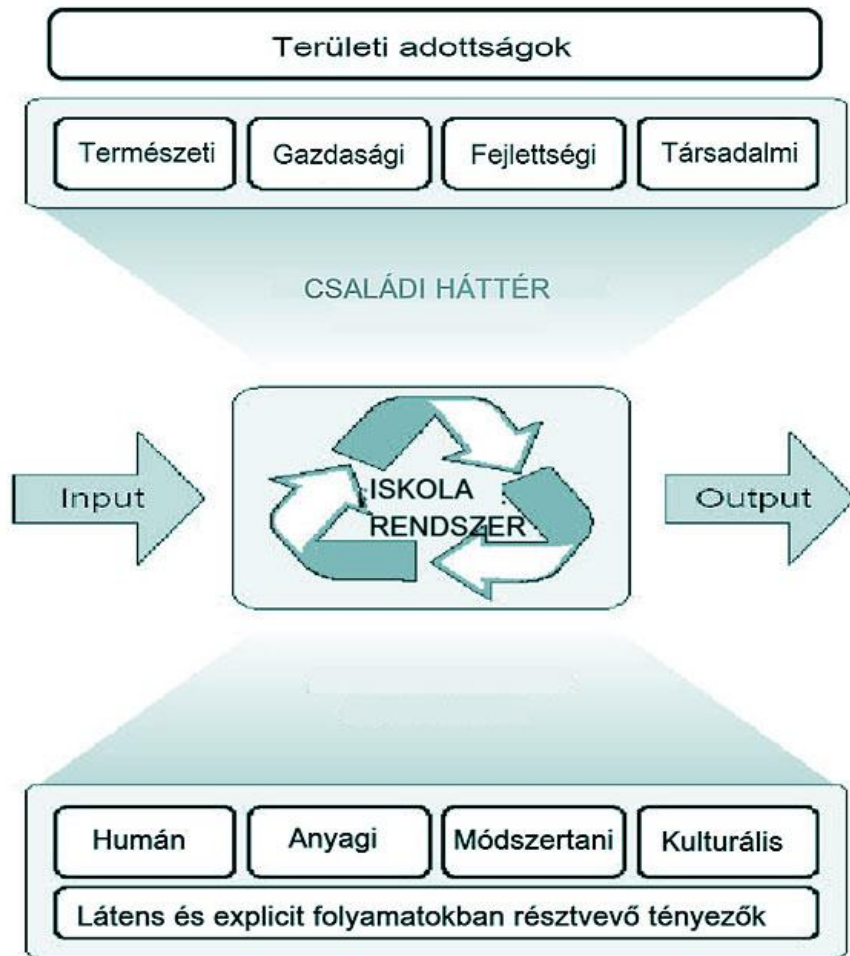 Területi adottságok
Természeti Gazdasági Fejlettségi Társadalmi
CSALÁDI HÁTTÉR
Input
ISKOLA
RENDSZER
Output
Humán Anyagi Módszertani Kulturális
Látens és explicit folyamatokban résztvevő tényezők